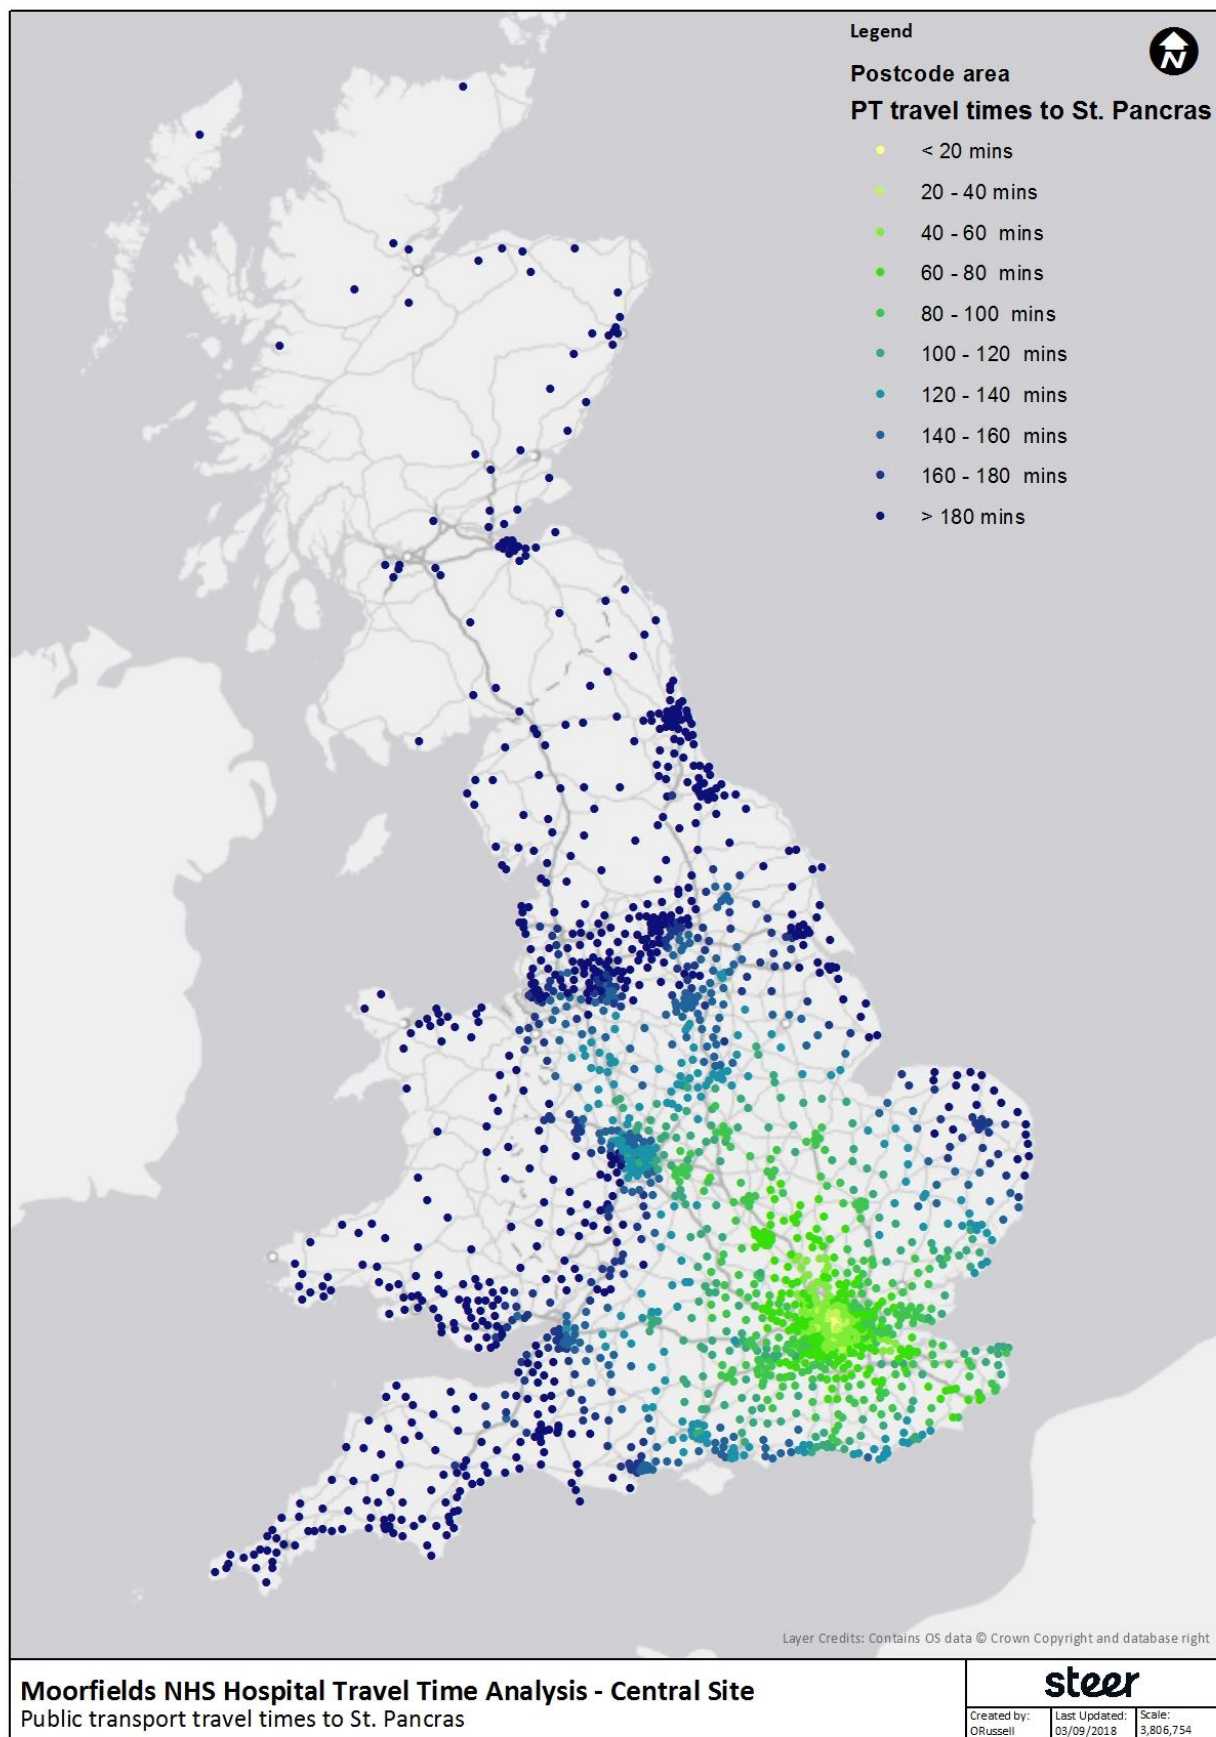 Legend
N
Postcode area
PT travel times to St. Pancras
< 20 mins
20 - 40 mins
40 - 60 mins
60 - 80 mins
80 - 100 mins
100 - 120 mins
120 - 140 mins
140 - 160 mins
160 - 180 mins
> 180 mins
Layer Credits: Contains OS data © Crown Copyright and database right
Moorfields NHS Hospital Travel Time Analysis - Central Site
Public transport travel times to St. Pancras
steer
Created by: Last Updated: Scale:
ORussell 03/09/2018 3,806,754